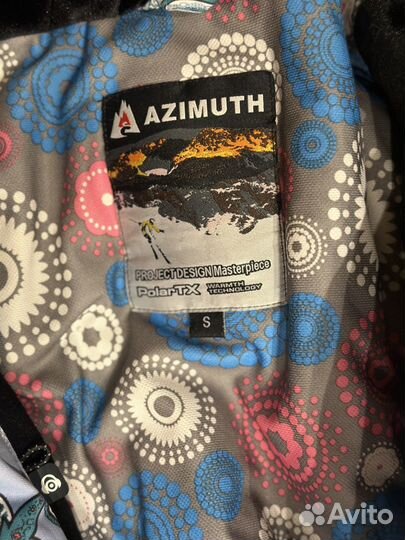 AZIMUTH
PROJECT DESIGN Masterpiece
PolarTX WARMTH
TECHNOLOGY
S
Avito